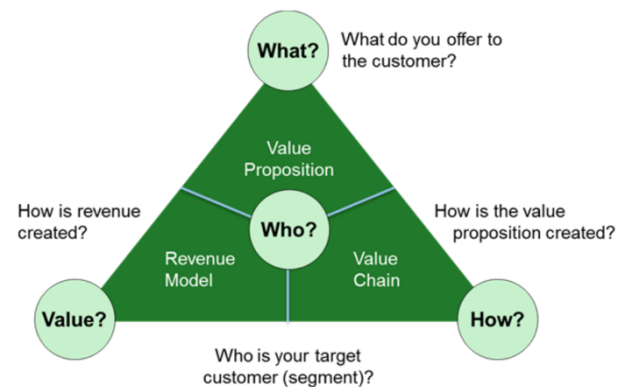 What?
What do you offer to
the customer?
Value
Proposition
How is revenue
created?
Who?
How is the value
proposition created?
Revenue
Model
Value
Chain
Value?
How?
Who is your target
customer (segment)?